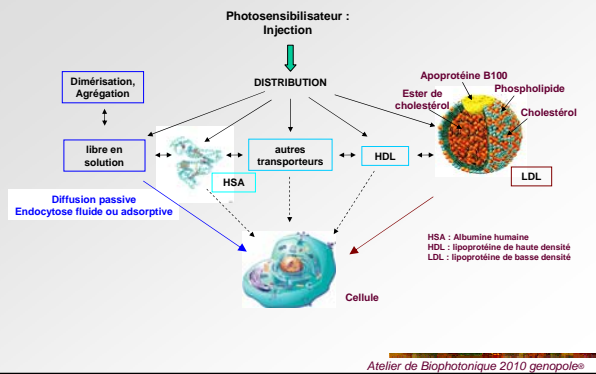 Photosensibilisateur :
Injection
DISTRIBUTION
Dimérisation,
Agrégation
Apoprotéine B100
Phospholipide
Ester de
cholestérol
Cholestérol
libre en
solution
HSA
autres
transporteurs
HDL
LDL
Diffusion passive
Endocytose fluide ou adsorptive
HSA : Albumine humaine
HDL : lipoprotéine de haute densité
LDL : lipoprotéine de basse densité
Cellule
Atelier de Biophotonique 2010 genopole®